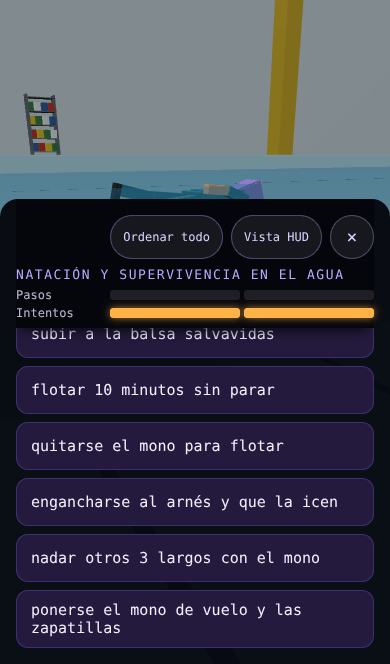 Ordenar todo
Vista HUD
×
NATACIÓN Y SUPERVIVENCIA EN EL AGUA
Pasos
Intentos
subir a la balsa salvavidas
flotar 10 minutos sin parar
quitarse el mono para flotar
engancharse al arnés y que la icen
nadar otros 3 largos con el mono
ponerse el mono de vuelo y las
zapatillas